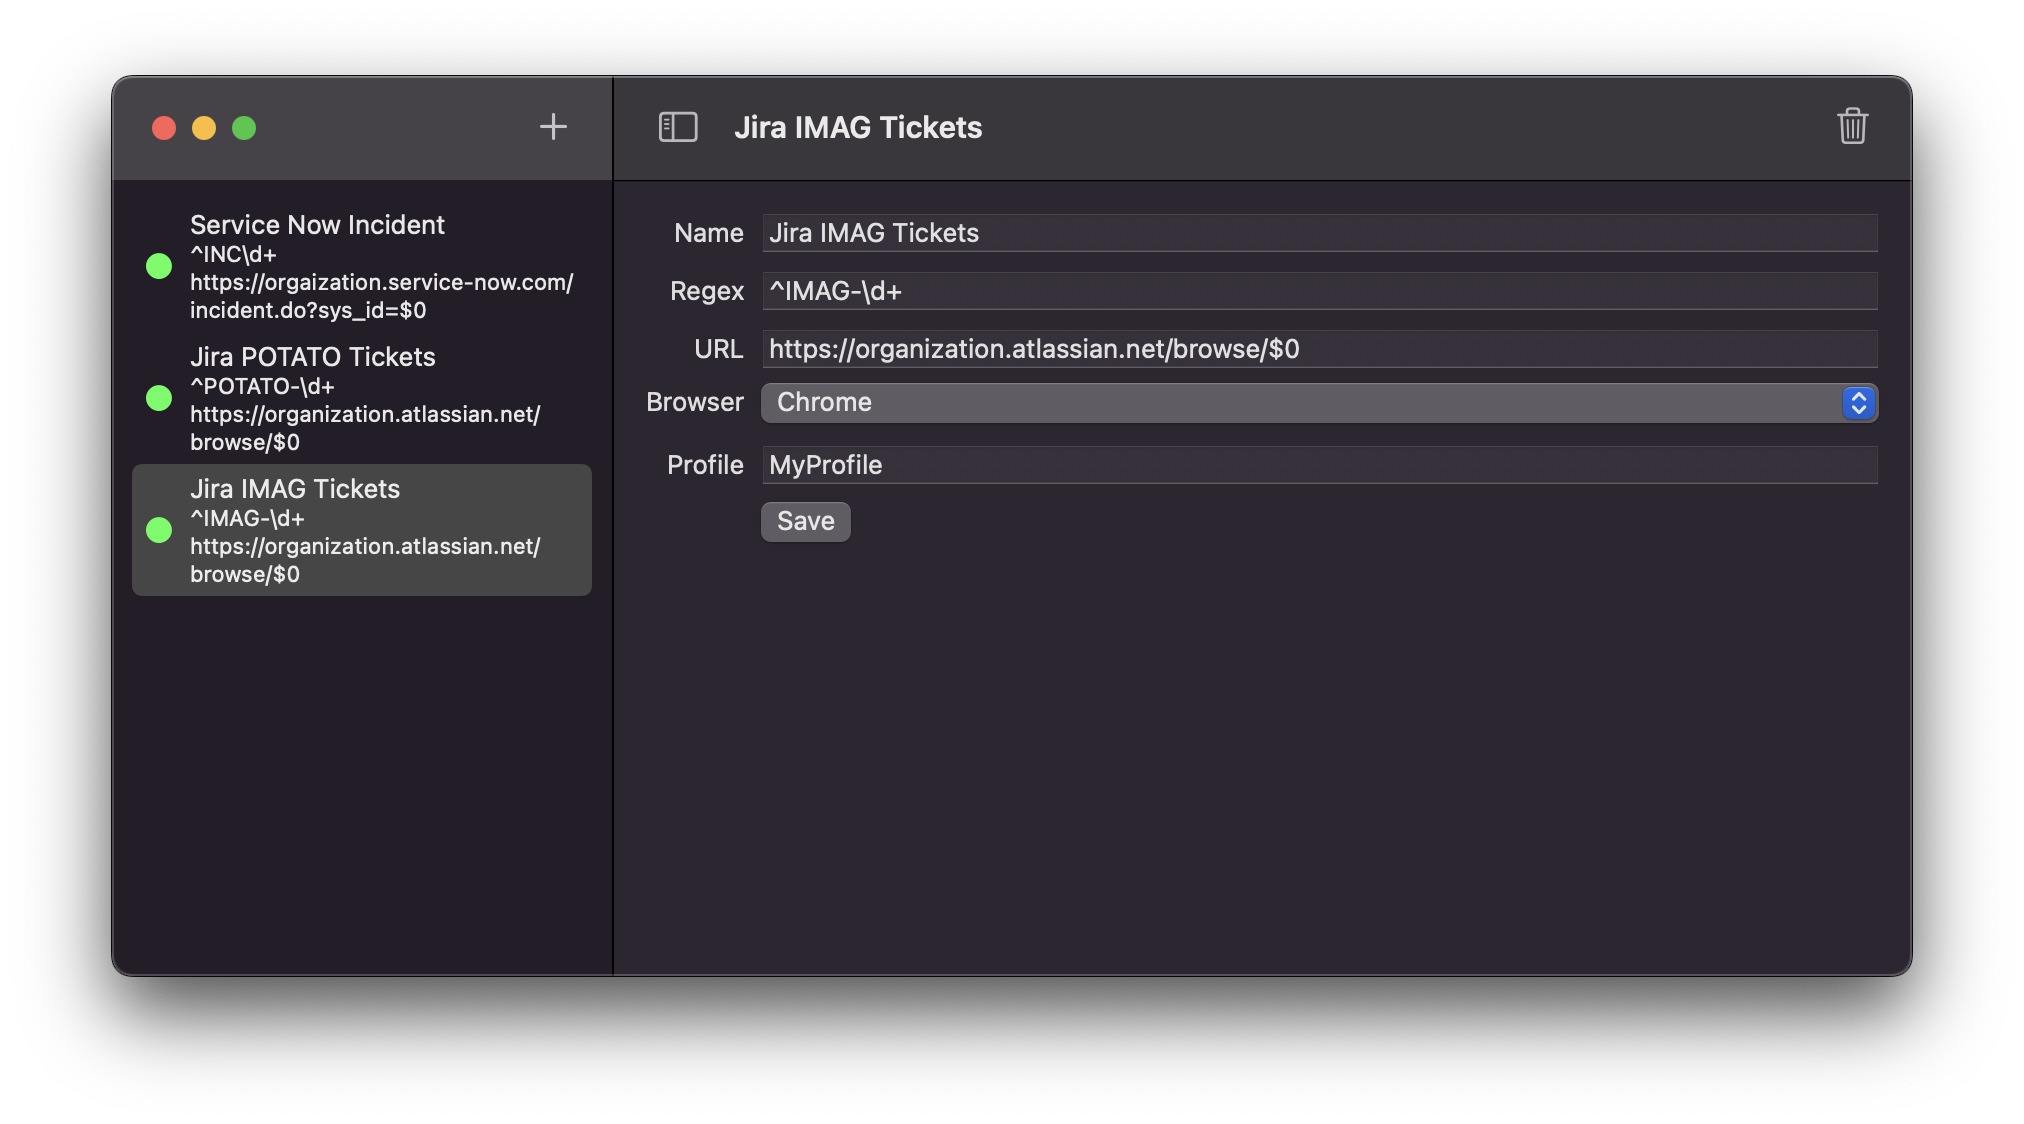 Service Now Incident
^INC\d+
https://orgaization.service-now.com/
incident.do?sys_id=$0
Jira POTATO Tickets
^POTATO-\d+
https://organization.atlassian.net/
browse/$0
Jira IMAG Tickets
^IMAG-\d+
https://organization.atlassian.net/
browse/$0
Jira IMAG Tickets
Name Jira IMAG Tickets
Regex ^IMAG-\d+
URL https://organization.atlassian.net/browse/$0
Browser Chrome
Profile MyProfile
Save